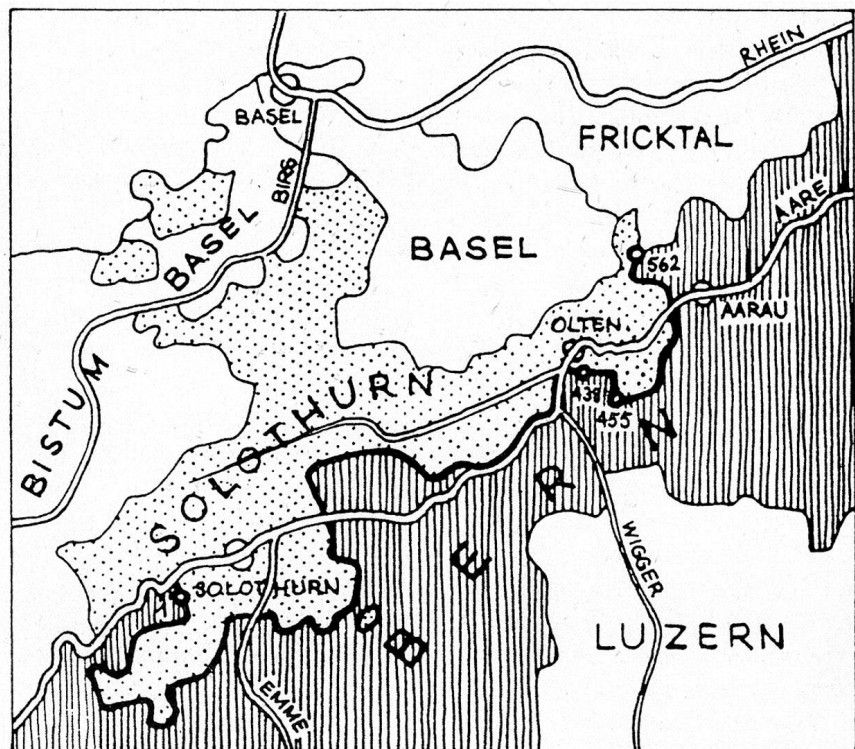 RHEIN
BASEL
FRICKTAL
BIRS
AARE
BISTUM BASEL
BASEL
562
AARAU
OLTEN
438
455
SOLOTHURN
BERN
WIGGER
1
SOLOTHURN
LUZERN
EMME